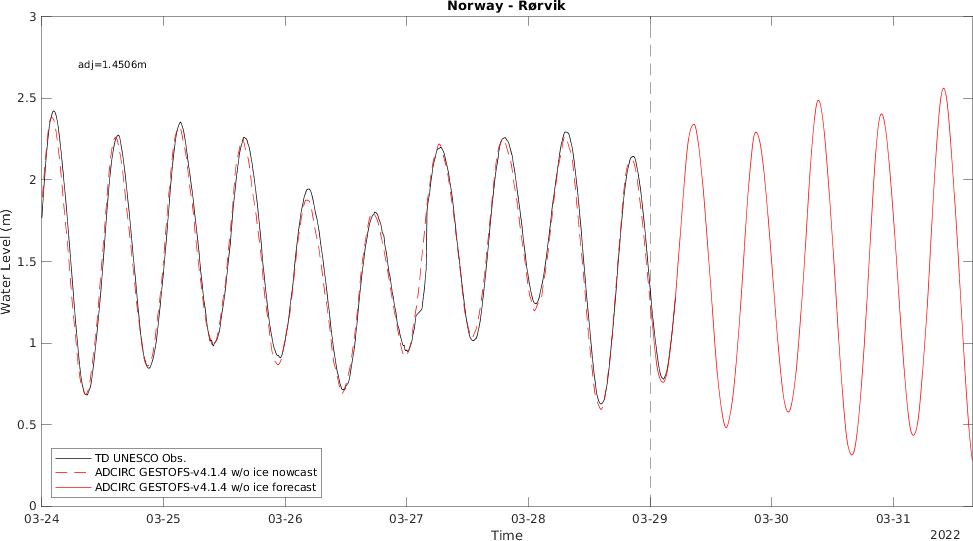 Norway - Rørvik
adj=1.4506m
Water Level (m)
3
2.5
2
1.5
1
0.5
0
TD UNESCO Obs.
ADCIRC GESTOFS-v4.1.4 w/o ice nowcast
ADCIRC GESTOFS-v4.1.4 w/o ice forecast
03-24 03-25 03-26 03-27 03-28 03-29 03-30 03-31
Time
2022